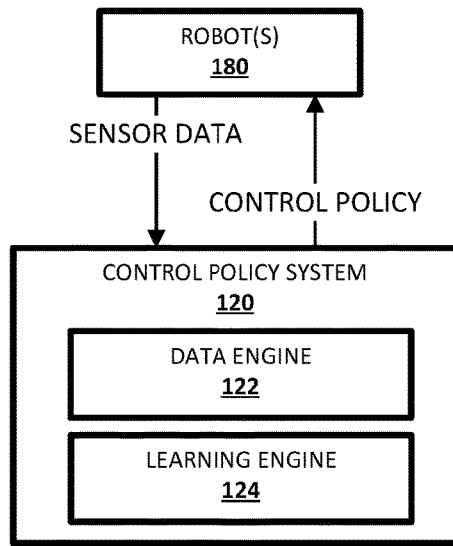 ROBOT(S)
180
SENSOR DATA
CONTROL POLICY
CONTROL POLICY SYSTEM
120
DATA ENGINE
122
LEARNING ENGINE
124